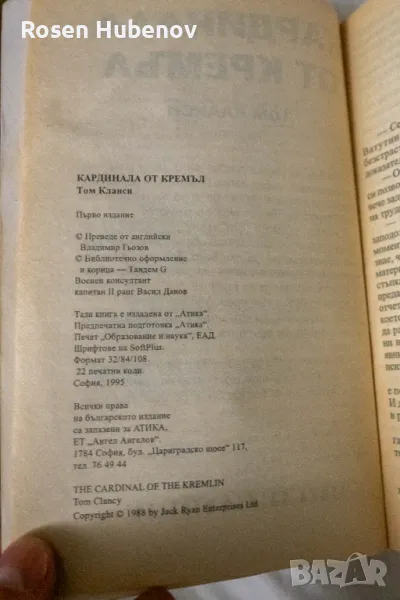 Rosen Hubenov
КАРДИНАЛА ОТ КРЕМЪЛ
Том Кланси
Първо издание
© Преведе от английски
Владимир Гьозов
© Библиотечно оформление
и корица — Тандем G
Военен консултант
капитан II ранг Васил Данов
Тази книга е издадена от „Атика“.
Предпечатна подготовка „Атика“.
Печат „Образование и наука“, ЕАД.
Шрифтове на SoftPlus.
Формат 32/84/108
22 печатни коли.
София, 1995
Всички права
на българското издание
са запазени за АТИКА,
ЕТ „Ангел Ангелов“.
1784 София, бул. „Цариградско шосе“ 117,
тел. 76 49 44
THE CARDINAL OF THE KREMLIN
Tom Clancy
Copyright © 1988 by Jack Ryan Enterprises Ltd
BAZAR